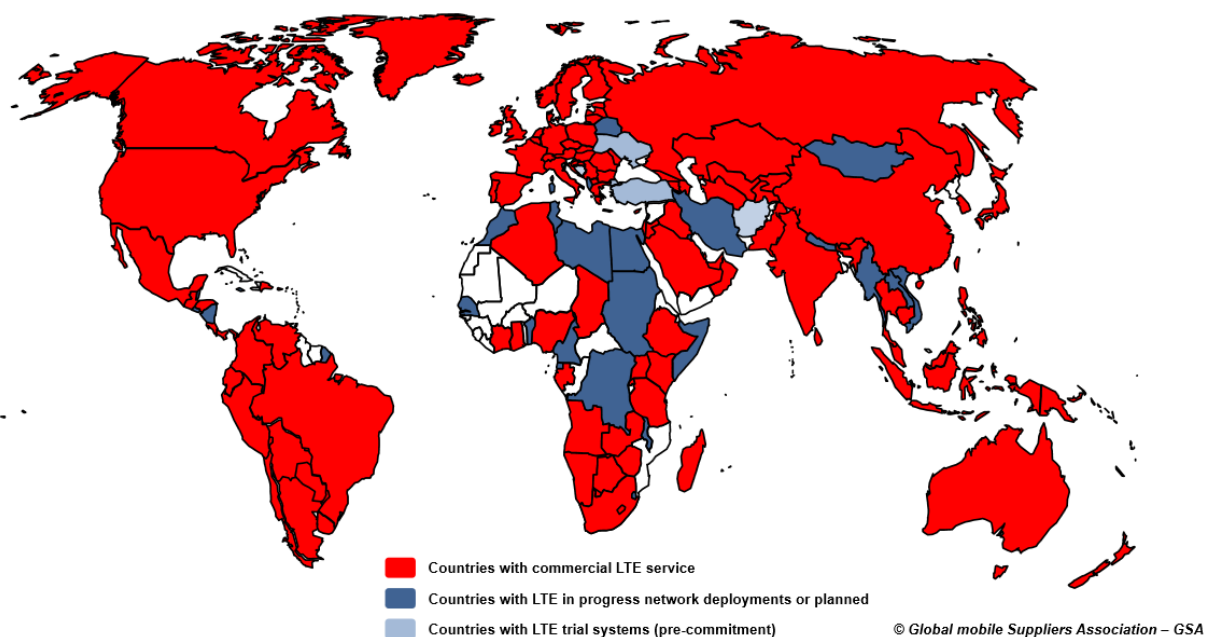 Countries with commercial LTE service
Countries with LTE in progress network deployments or planned
Countries with LTE trial systems (pre-commitment)
© Global mobile Suppliers Association – GSA